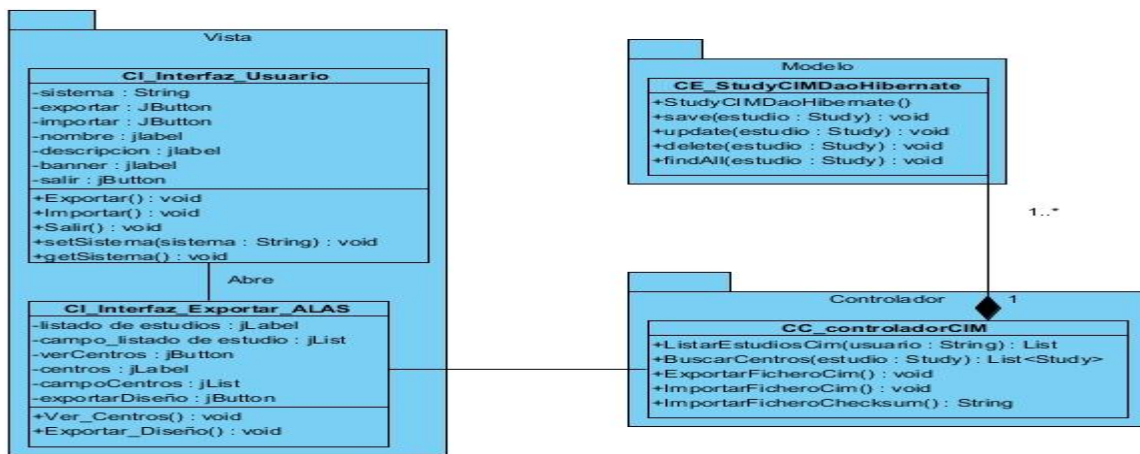 Vista
CI_Interfaz_Usuario
-sistema : String
-exportar : JButton
-importar : JButton
-nombre : jlabel
-descripcion : jlabel
-banner : jlabel
-salir : jButton
+Exportar() : void
+Importar() : void
+Salir() : void
+setSistema(sistema : String) : void
+getSistema() : void
Abre
CI_Interfaz_Exportar_ALAS
-listado de estudios : jLabel
-campo_listado de estudio : jList
-verCentros : jButton
-centros : jLabel
-campoCentros : jList
-exportarDiseño : jButton
+Ver_Centros() : void
+Exportar_Diseño() : void
Modelo
CE_StudyCIMDaoHibernate
+StudyCIMDaoHibernate()
+save(estudio : Study) : void
+update(estudio : Study) : void
+delete(estudio : Study) : void
+findAll(estudio : Study) : void
1..*
Controlador
1
CC_controladorCIM
+ListarEstudiosCim(usuario : String) : List
+BuscarCentros(estudio : Study) : List<Study>
+ExportarFicheroCim() : void
+ImportarFicheroCim() : void
+ImportarFicheroChecksum() : String